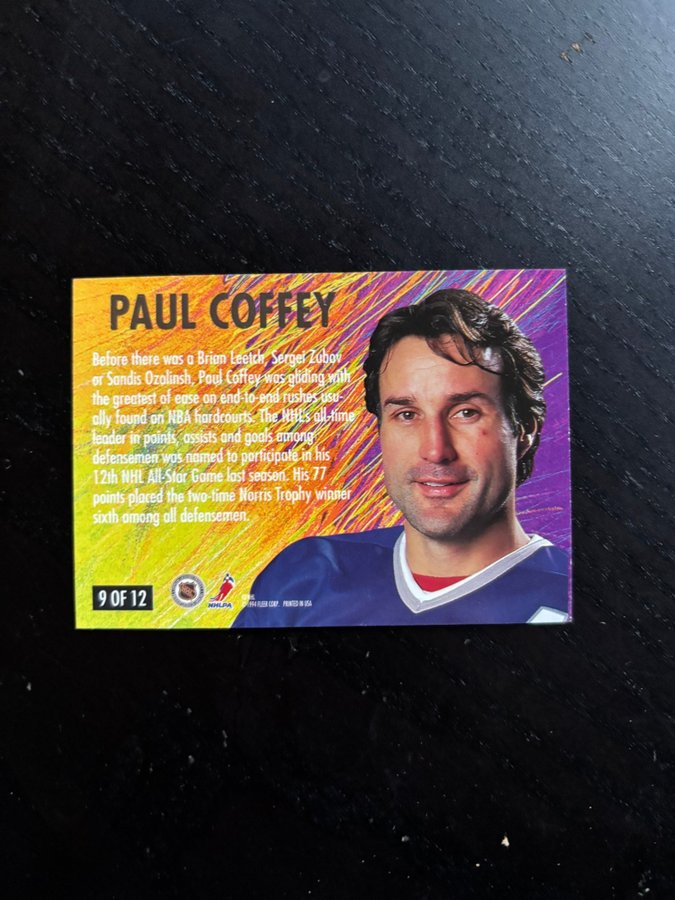 PAUL COFFEY
Before there was a Brian Leetch, Sergei Zubov
or Sandis Ozolinsh, Paul Coffey was gliding with
the greatest of ease on end-to-end rushes usu-
ally found on NBA hardcourts. The NHL's all-time
leader in points, assists and goals among
defensemen was named to participate in his
12th NHL All-Star Game last season. His 77
points placed the two-time Norris Trophy winner
sixth among all defensemen.
9 OF 12
NHLPA
©1994 FLEER CORP. PRINTED IN USA